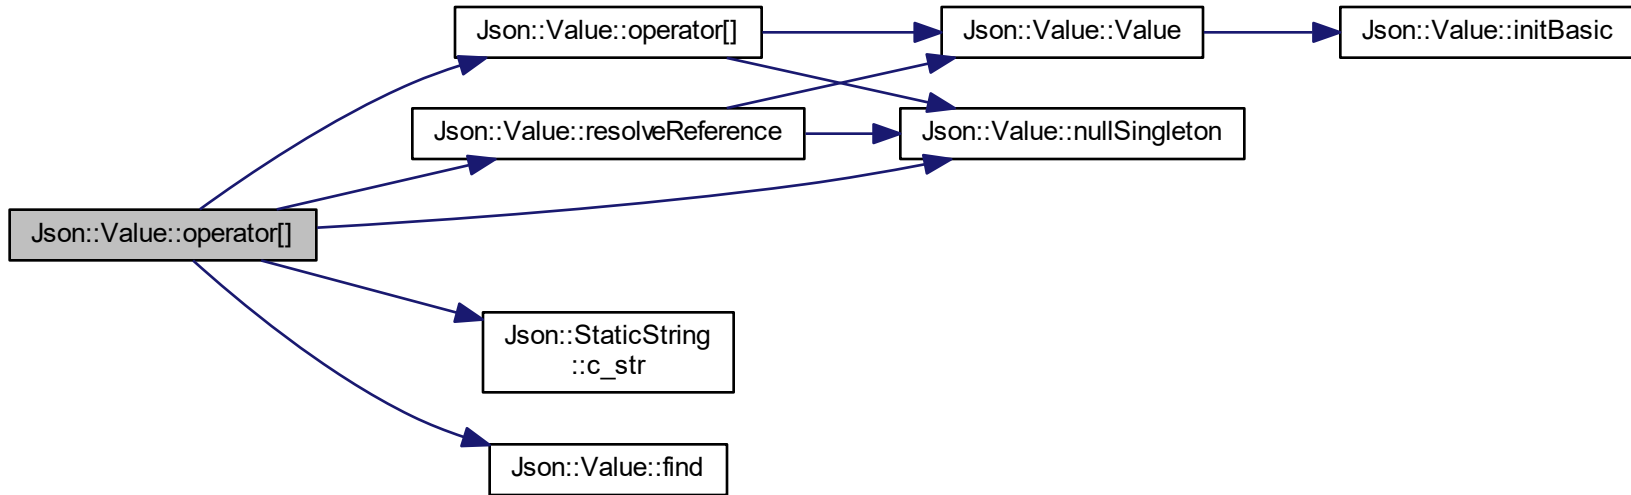 Json::Value::operator[]
Json::Value::Value
Json::Value::initBasic
Json::Value::resolveReference
Json::Value::nullSingleton
Json::Value::operator[]
Json::StaticString
::c_str
Json::Value::find